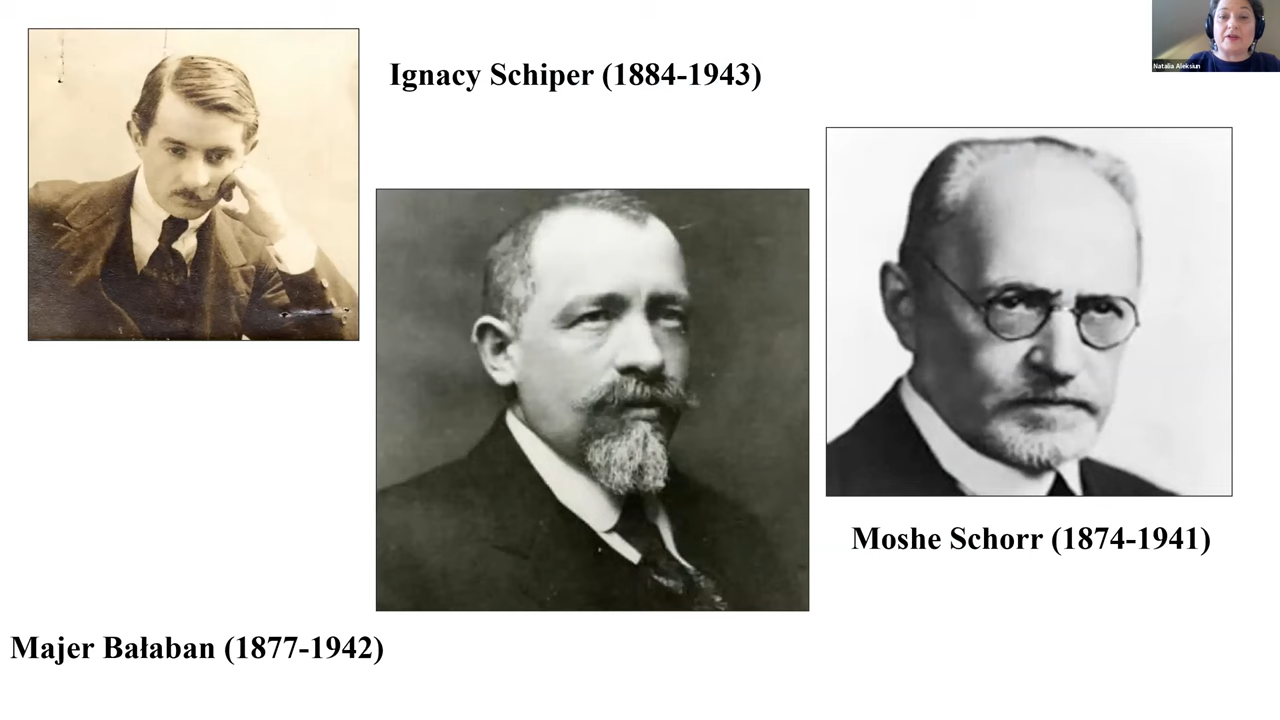 Natalia Aleksiun
Ignacy Schiper (1884-1943)
Moshe Schorr (1874-1941)
Majer Bałaban (1877-1942)